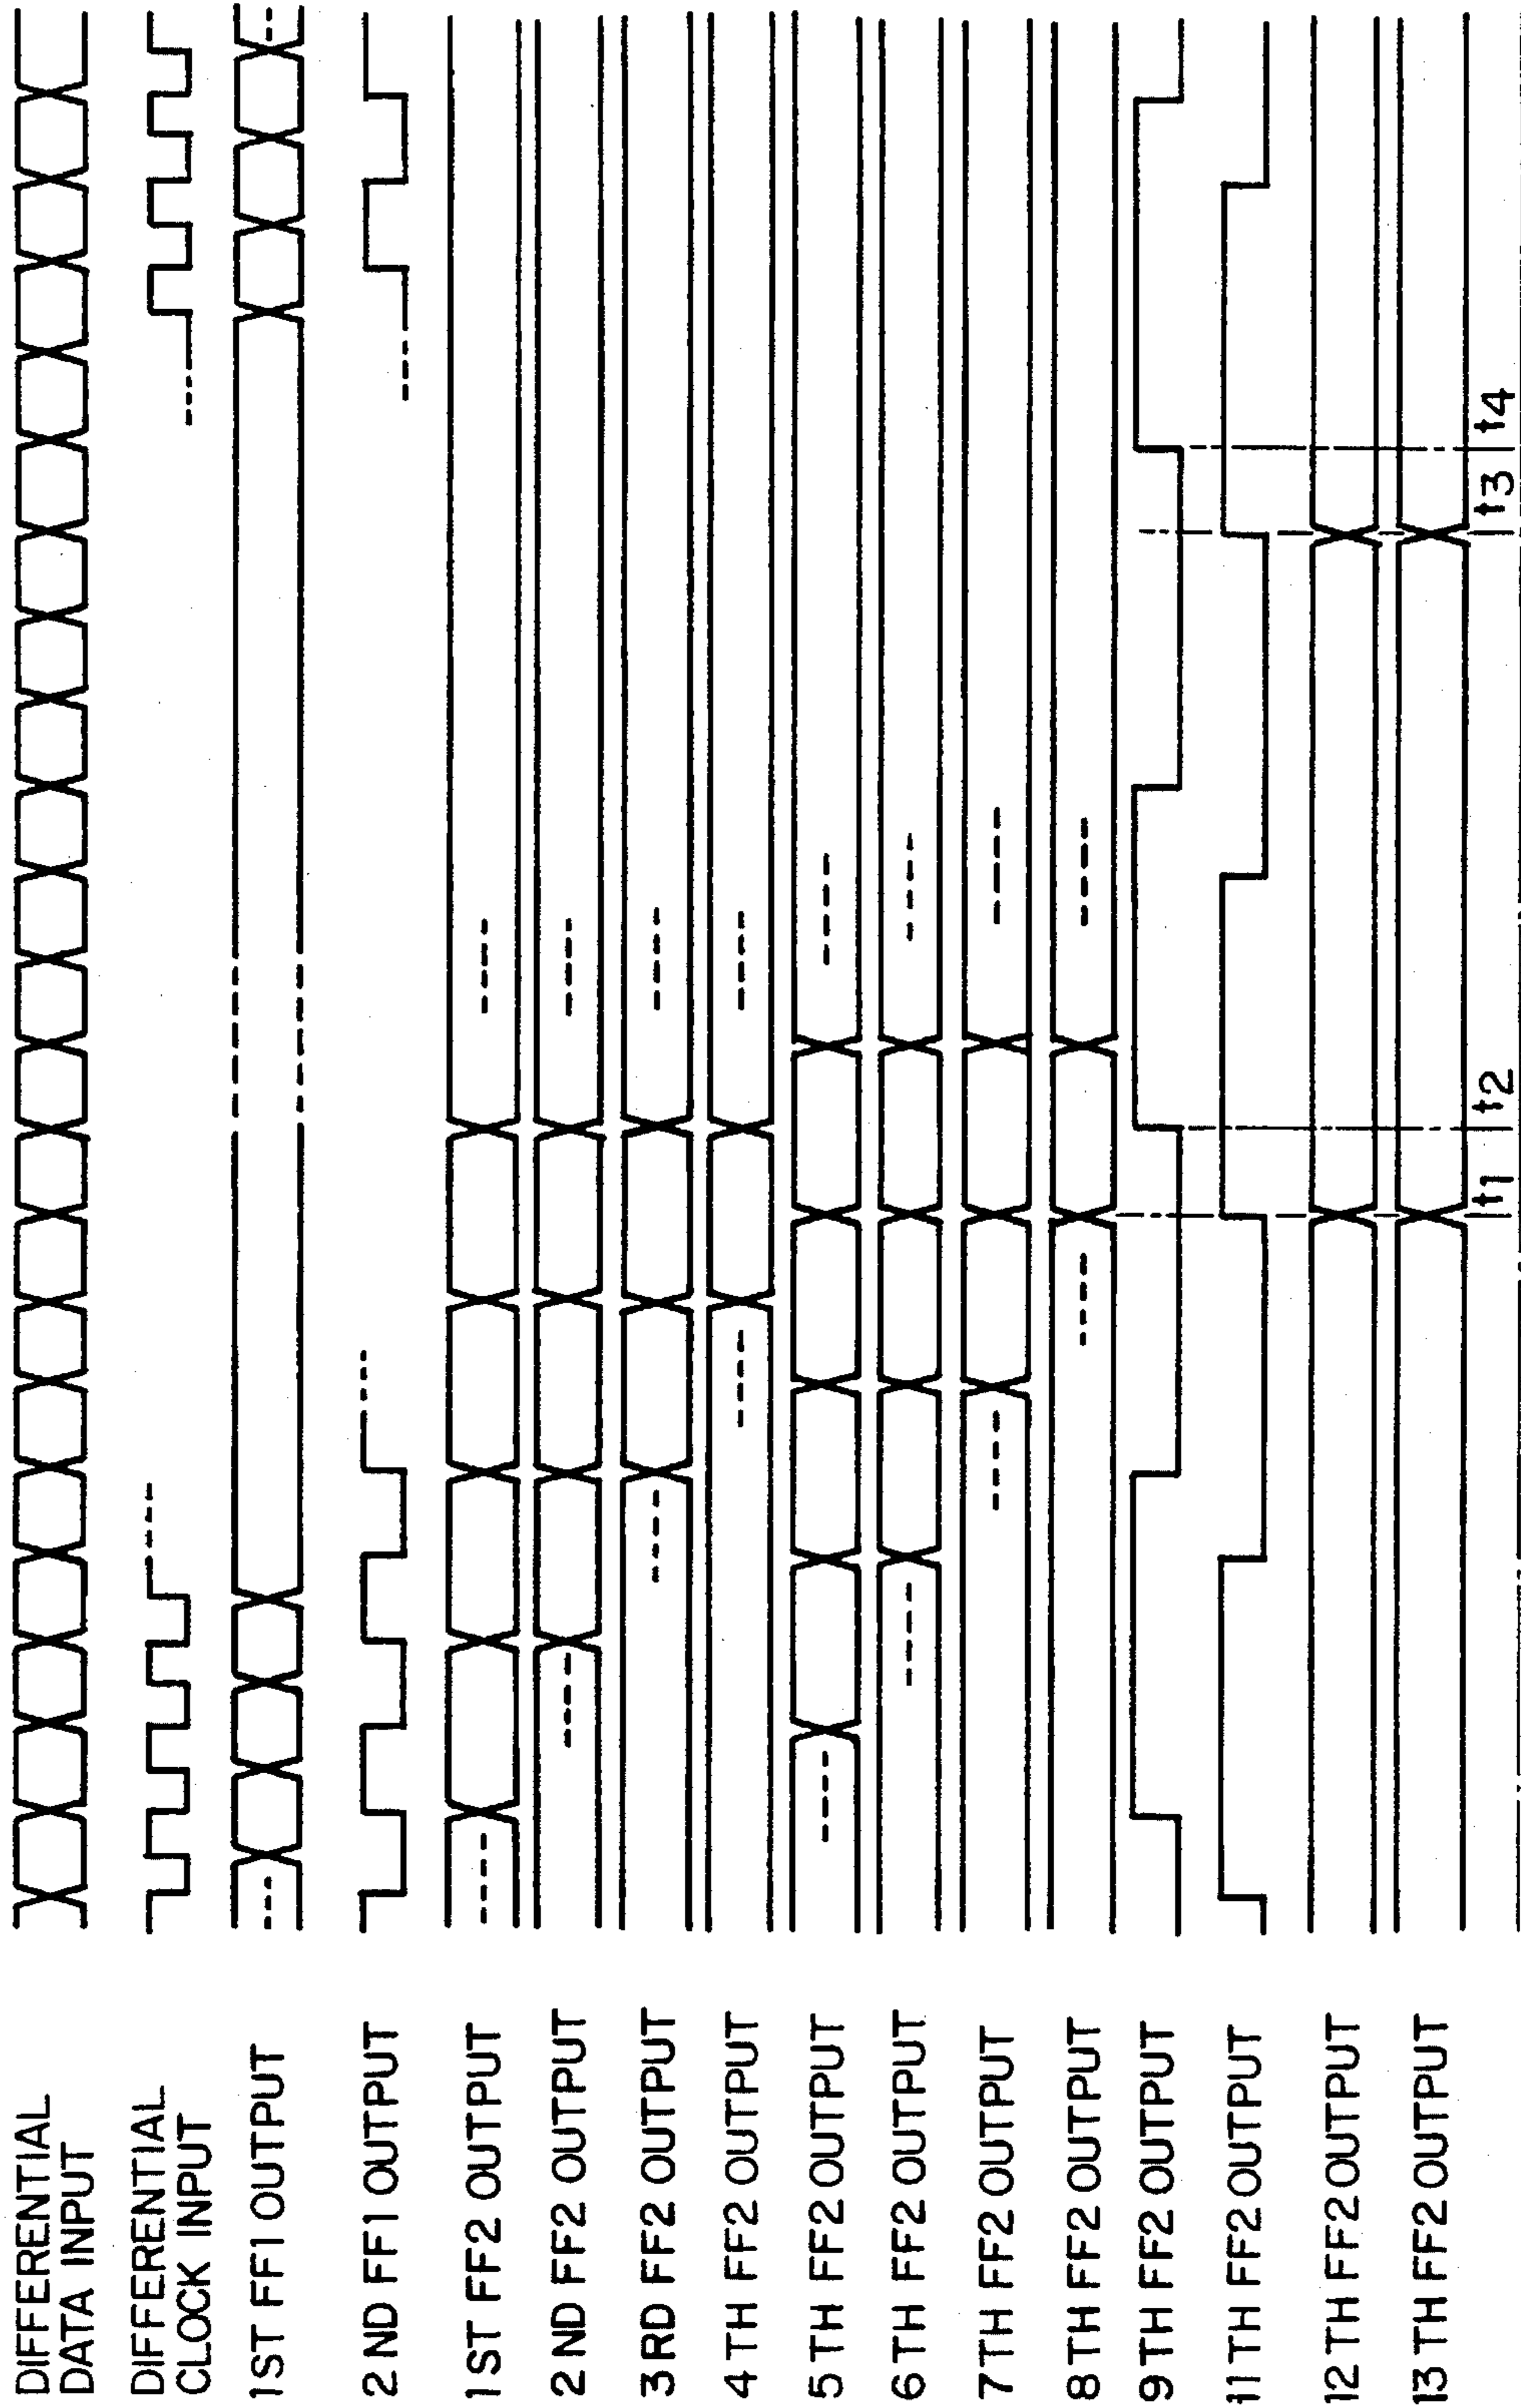 DIFFERENTIAL
DATA INPUT
DIFFERENTIAL
CLOCK INPUT
1ST FF1 OUTPUT
2ND FF1 OUTPUT
1ST FF2 OUTPUT
2ND FF2 OUTPUT
3RD FF2 OUTPUT
4TH FF2 OUTPUT
5TH FF2 OUTPUT
6TH FF2 OUTPUT
7TH FF2 OUTPUT
8TH FF2 OUTPUT
9TH FF2 OUTPUT
11TH FF2 OUTPUT
12TH FF2 OUTPUT
13TH FF2 OUTPUT
t1 t2 t3 t4